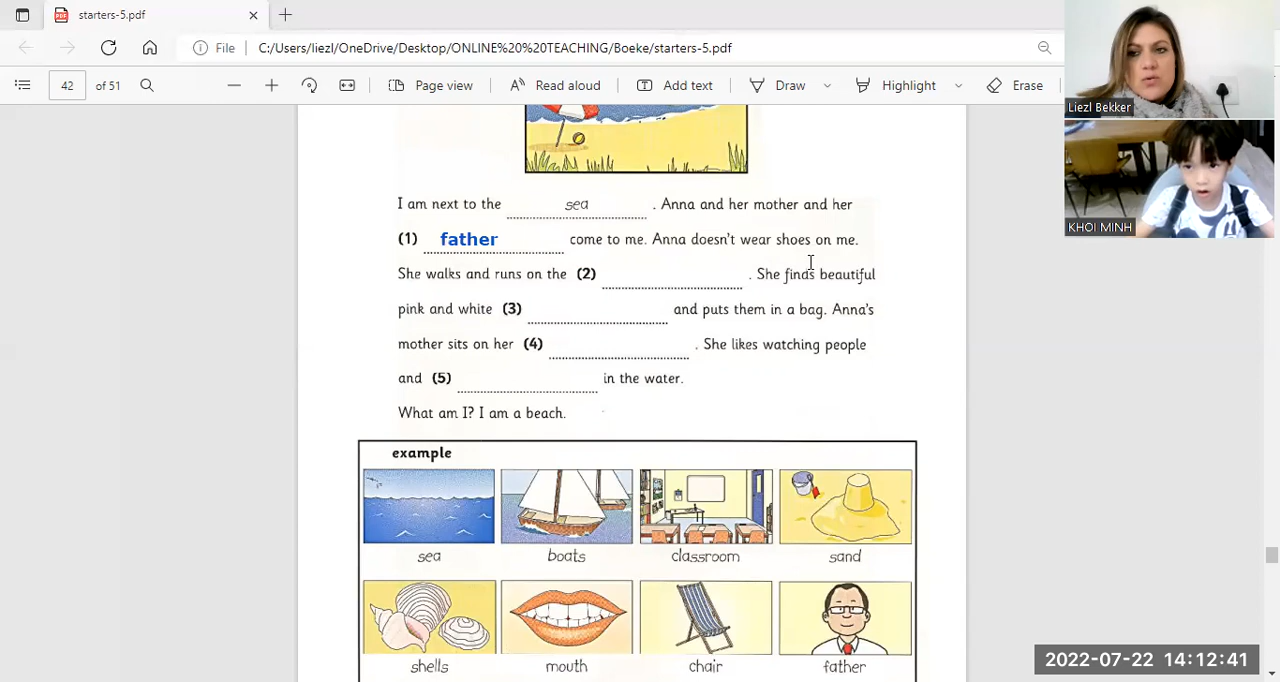 starters-5.pdf
File C:/Users/liezl/OneDrive/Desktop/ONLINE%20%20TEACHING/Boeke/starters-5.pdf
42 of 51 Page view Read aloud Add text Draw Highlight Erase
Liezl Bekker
KHOI MINH
I am next to the sea . Anna and her mother and her
(1) father come to me. Anna doesn't wear shoes on me.
She walks and runs on the (2) . She finds beautiful
pink and white (3) and puts them in a bag. Anna's
mother sits on her (4) . She likes watching people
and (5) in the water.
What am I? I am a beach.
example
sea boats classroom sand
shells mouth chair father
2022-07-22 14:12:41